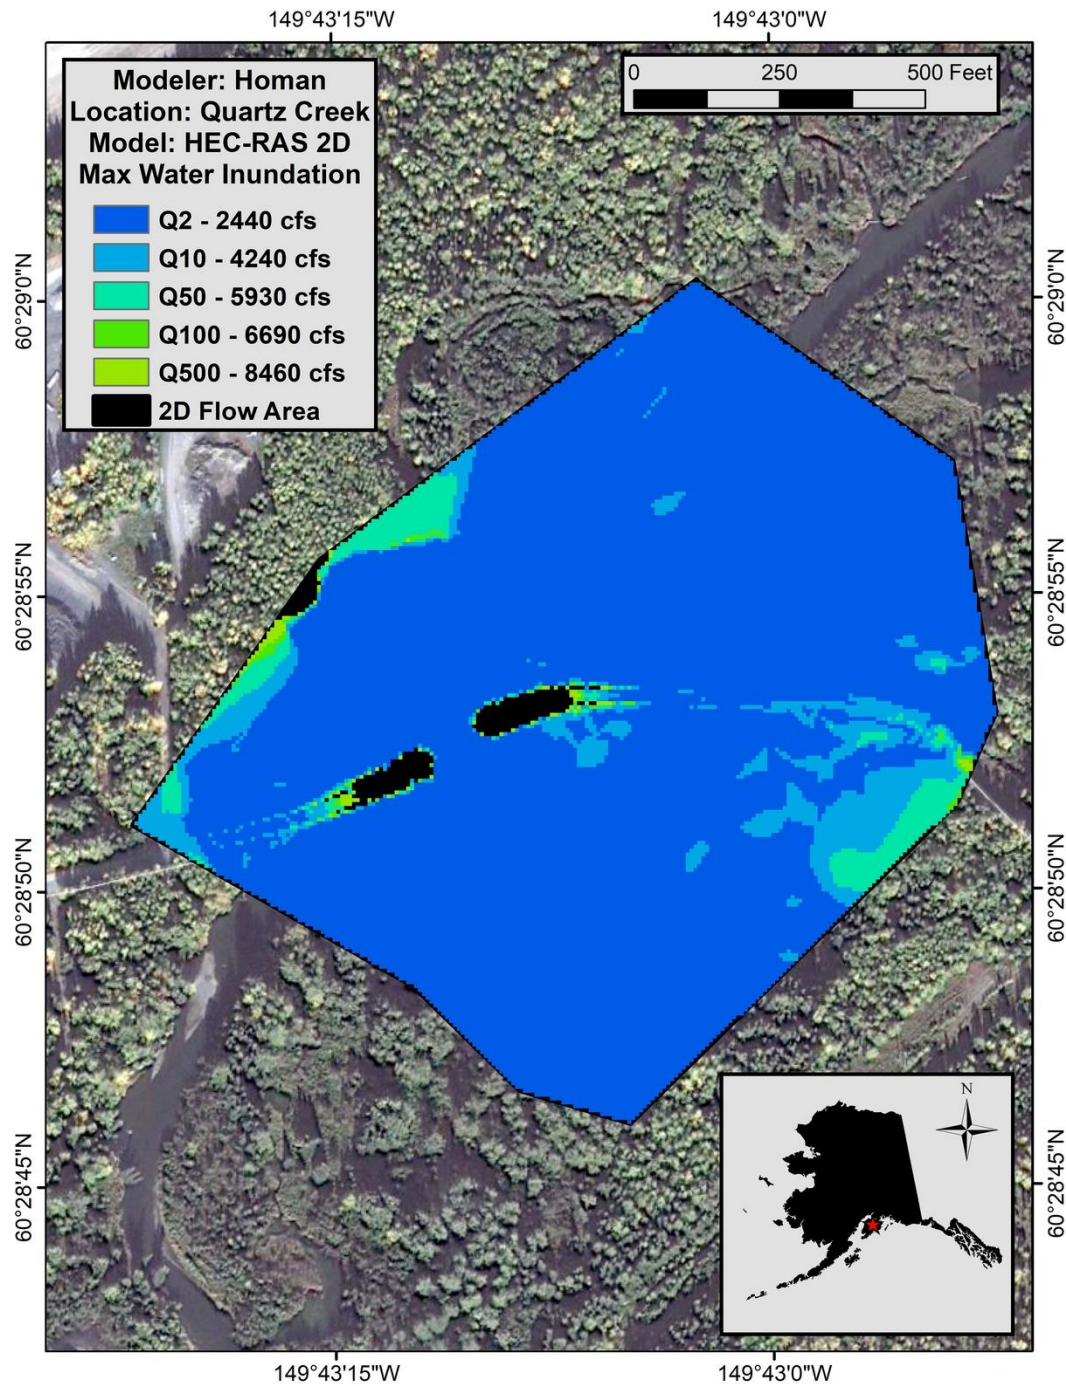 149°43'15"W
149°43'0"W
Modeler: Homan
Location: Quartz Creek
Model: HEC-RAS 2D
Max Water Inundation
Q2 - 2440 cfs
Q10 - 4240 cfs
Q50 - 5930 cfs
Q100 - 6690 cfs
Q500 - 8460 cfs
2D Flow Area
0
250
500 Feet
60°29'0"N
60°29'0"N
60°28'55"N
60°28'55"N
60°28'50"N
60°28'50"N
60°28'45"N
60°28'45"N
N
149°43'15"W
149°43'0"W